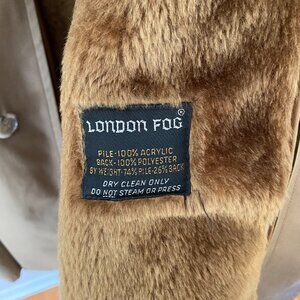 LONDON FOG®
PILE-100% ACRYLIC
BACK-100% POLYESTER
BY WEIGHT-74% PILE-26% BACK
DRY CLEAN ONLY
DO NOT STEAM OR PRESS